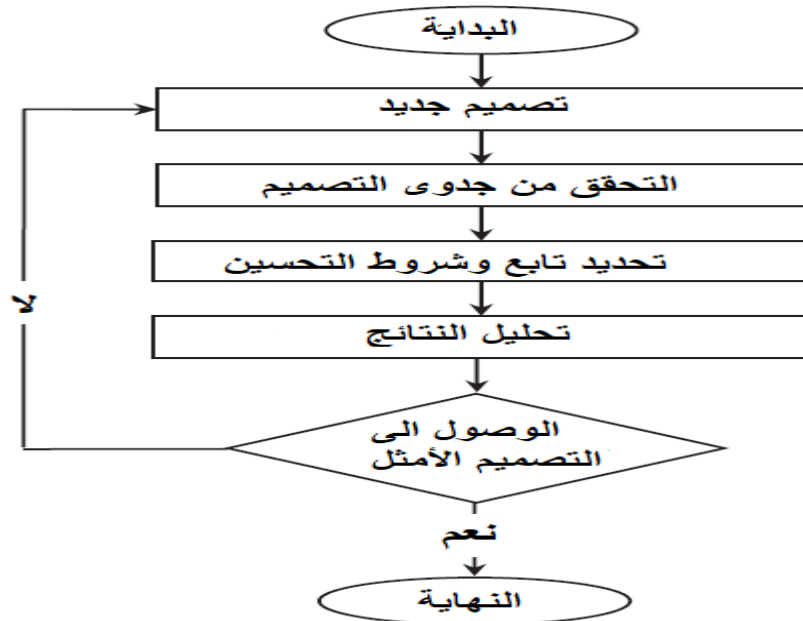 البداية
تصميم جديد
التحقق من جدوى التصميم
تحديد تابع وشروط التحسين
تحليل النتائج
الوصول الى
التصميم الأمثل
لا
نعم
النهاية